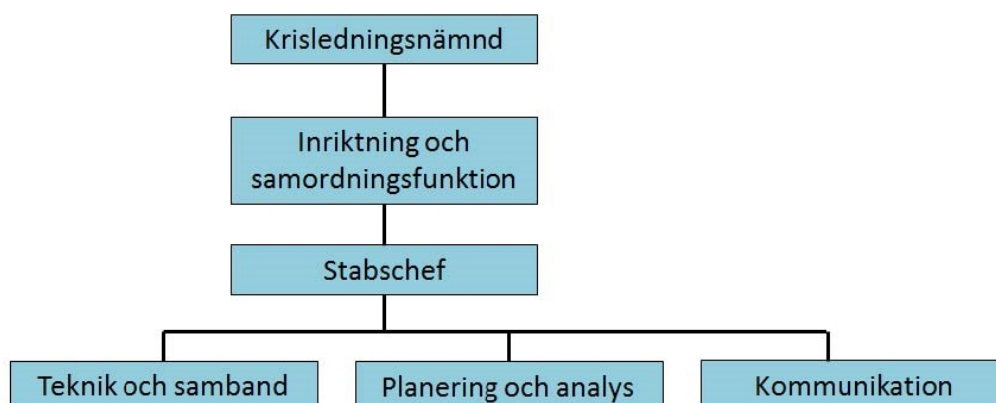 Krisledningsnämnd
Inriktning och
samordningsfunktion
Stabschef
Teknik och samband
Planering och analys
Kommunikation